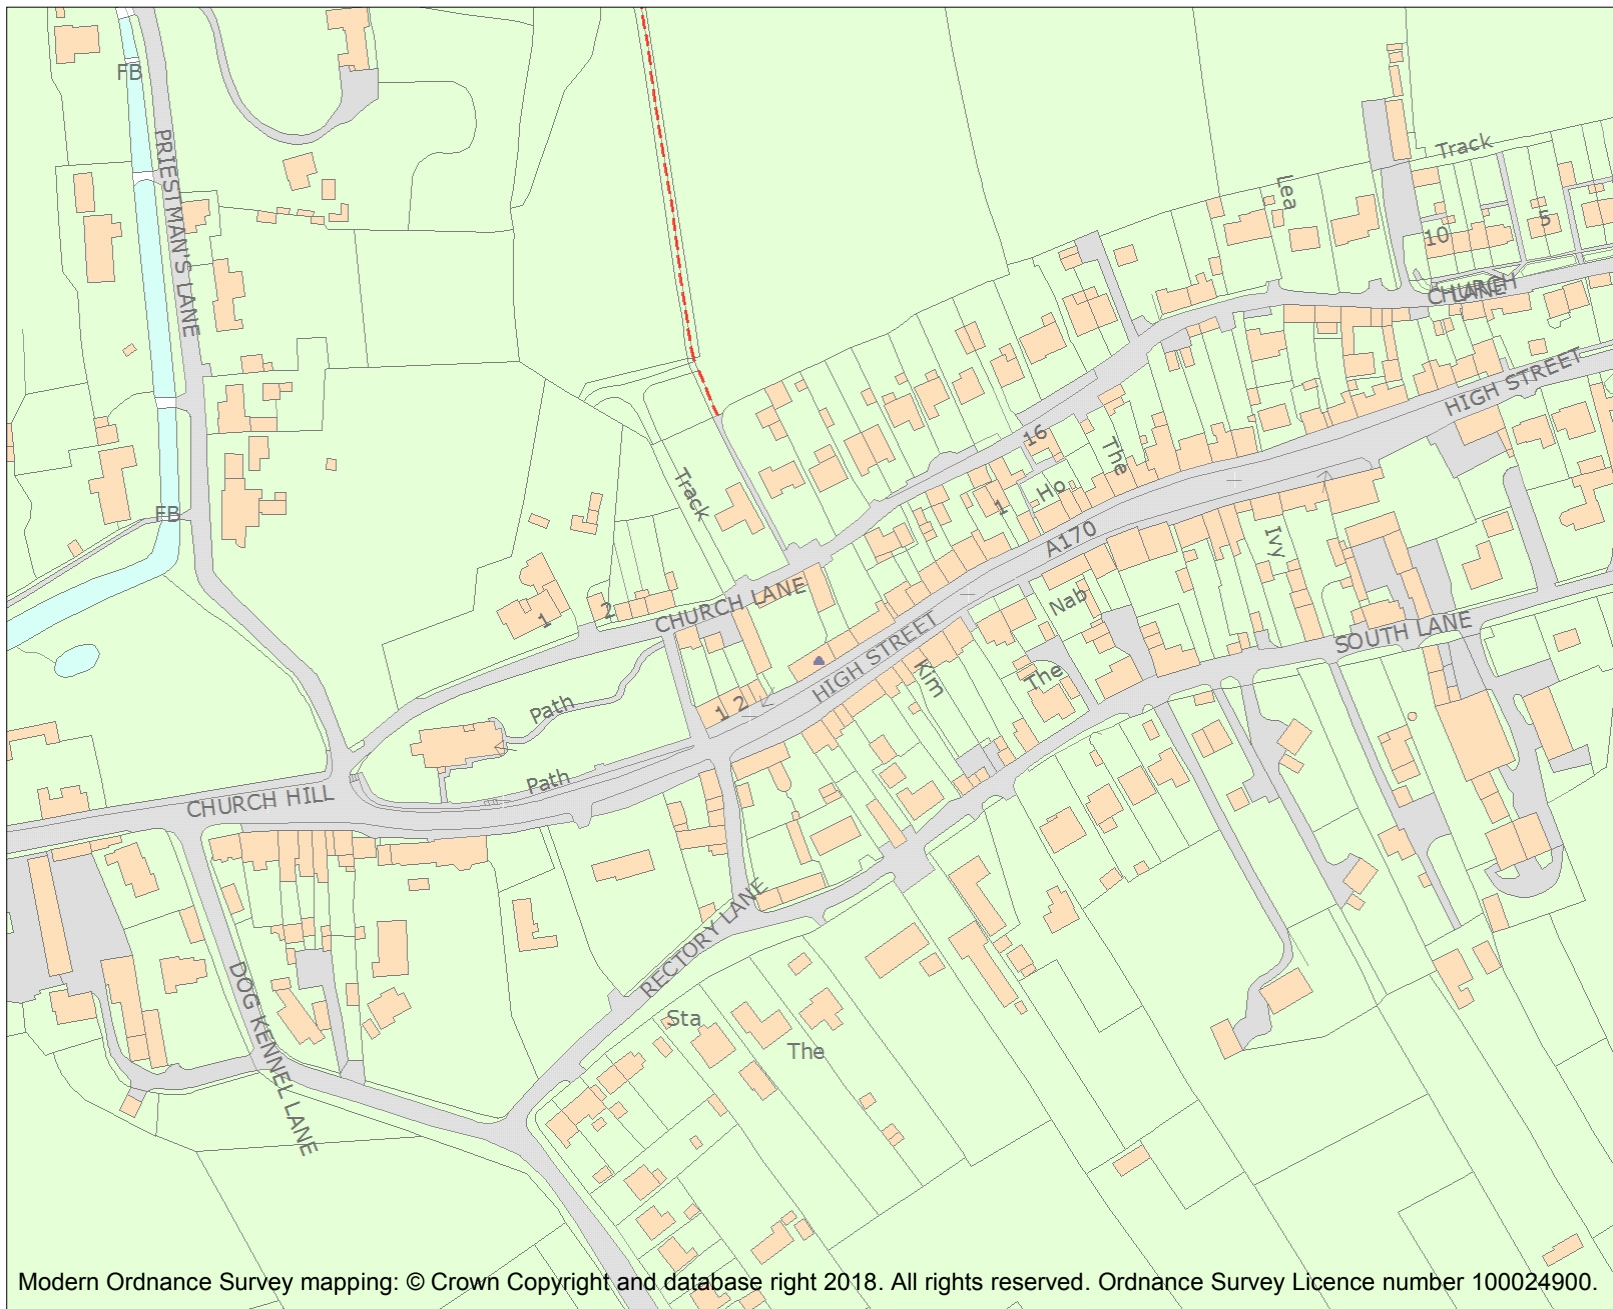 FB
PRIESTMAN'S LANE
Track
Lea
10
5
CHURCH
LANE
HIGH STREET
16
The
Track
Ho
1
FB
A170
Ivy
2
1
CHURCH LANE
Nab
SOUTH LANE
HIGH STREET
Kim
The
Path
1 2
Path
CHURCH HILL
RECTORY LANE
DOG KENNEL LANE
Sta
The
Modern Ordnance Survey mapping: © Crown Copyright and database right 2018. All rights reserved. Ordnance Survey Licence number 100024900.